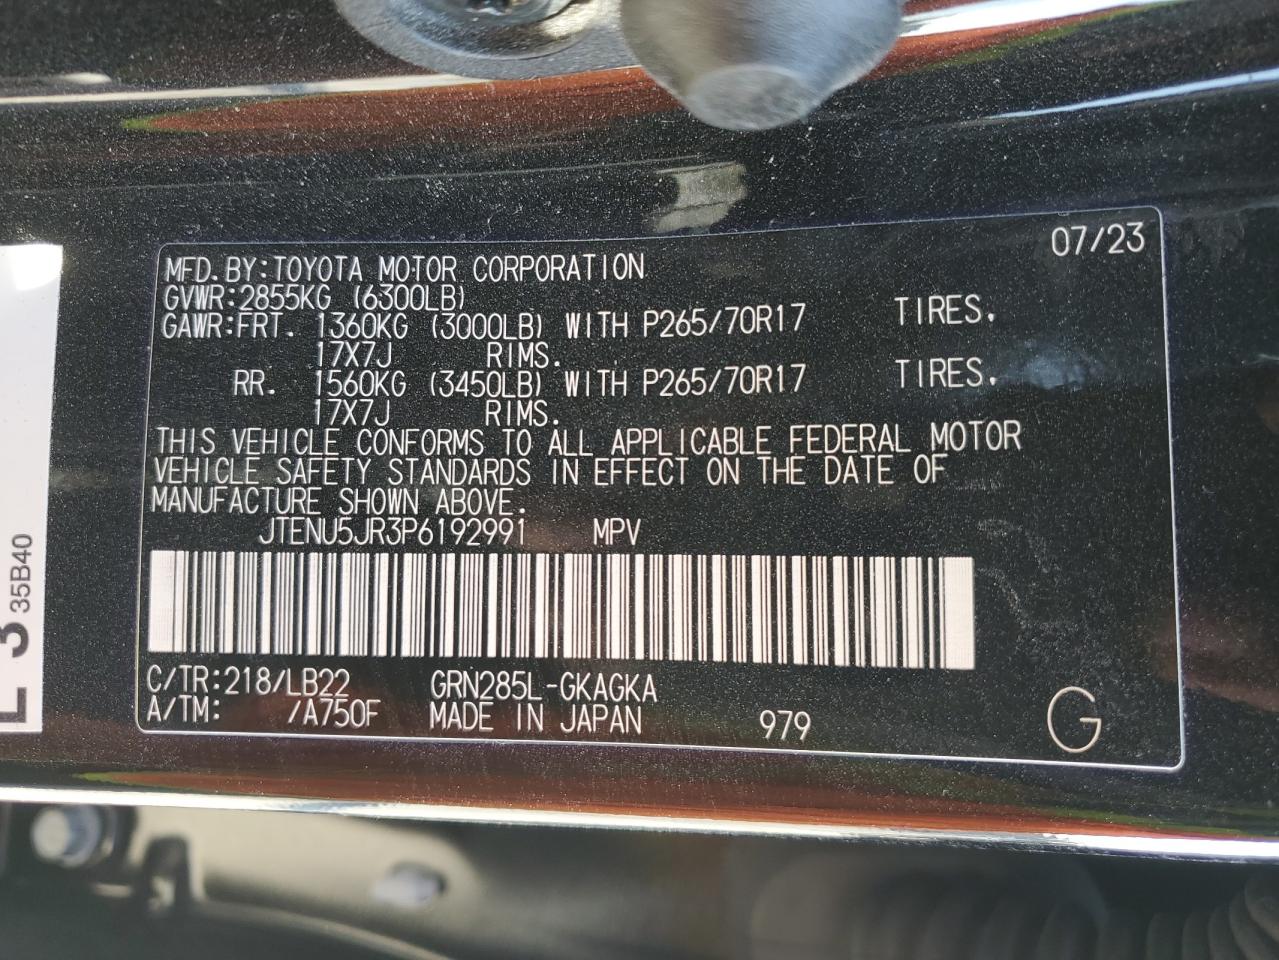 07/23
MFD.BY:TOYOTA MOTOR CORPORATION
GVWR:2855KG (6300LB)
GAWR:FRT. 1360KG (3000LB) WITH P265/70R17 TIRES.
17X7J RIMS.
RR. 1560KG (3450LB) WITH P265/70R17 TIRES.
17X7J RIMS.
THIS VEHICLE CONFORMS TO ALL APPLICABLE FEDERAL MOTOR
VEHICLE SAFETY STANDARDS IN EFFECT ON THE DATE OF
MANUFACTURE SHOWN ABOVE.
JTENU5JR3P6192991 MPV
C/TR:218/LB22 GRN285L-GKAGKA
A/TM: /A750F MADE IN JAPAN 979 G
35B40